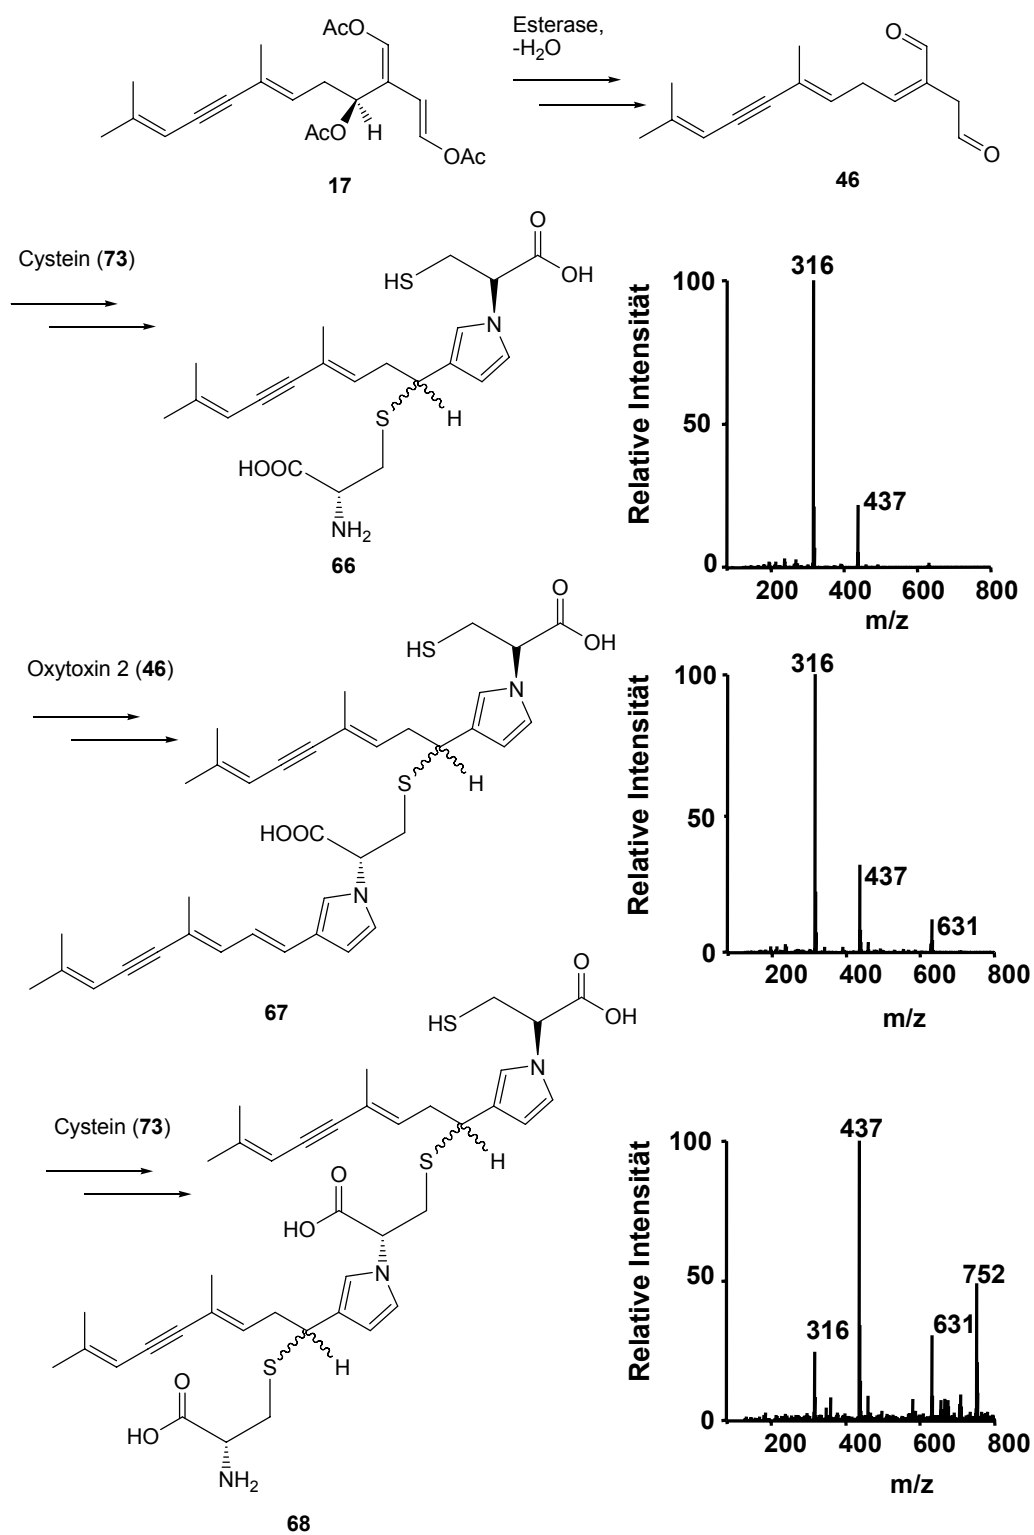 AcO
Esterase,
-H2O
O
AcO
H
OAc
O
17
46
Cystein (73)
O
HS
OH
N
S
H
HOOC
NH2
66
Relative Intensität
100
50
0
316
437
200 400 600 800
m/z
Oxytoxin 2 (46)
O
HS
OH
N
S
H
HOOC
N
67
Relative Intensität
100
50
0
316
437
631
200 400 600 800
m/z
Cystein (73)
O
HS
OH
N
S
H
O
HO
N
S
H
O
HO
NH2
68
Relative Intensität
100
50
0
437
316
631
752
200 400 600 800
m/z